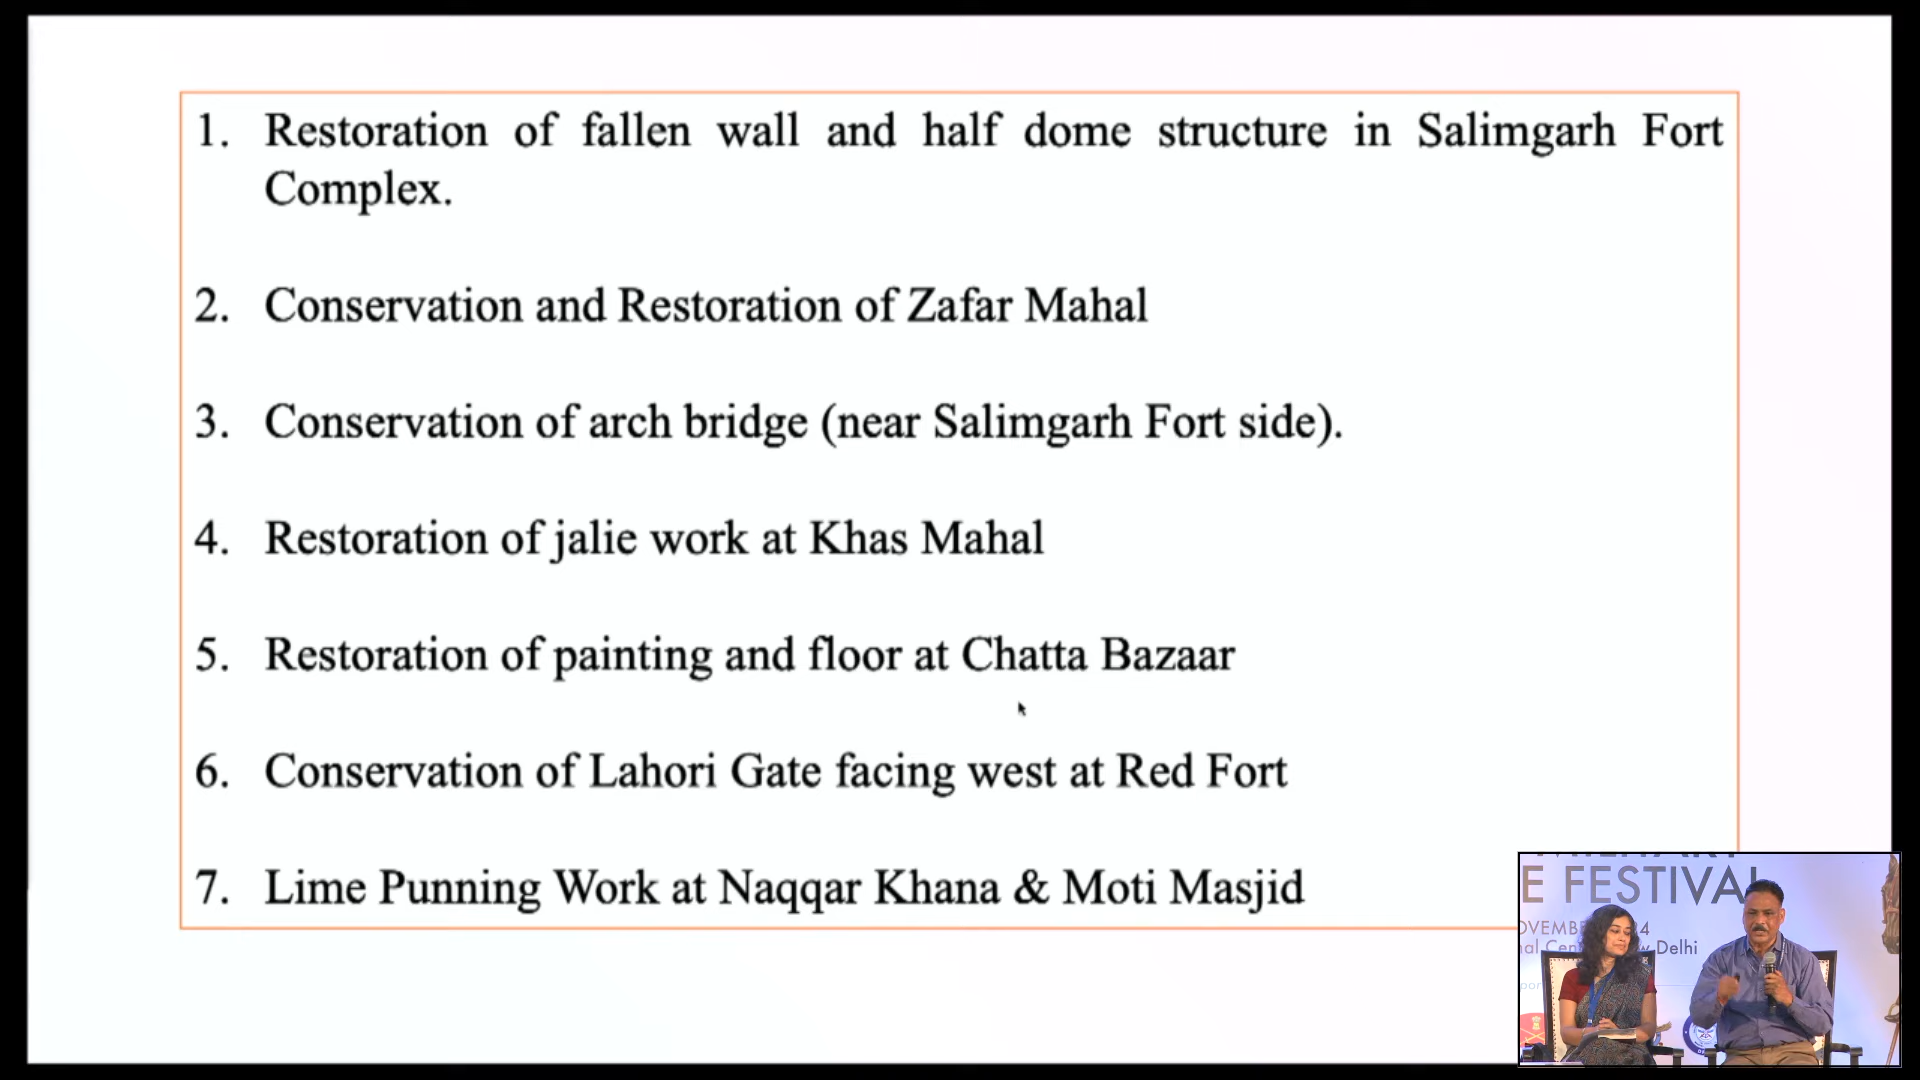 1. Restoration of fallen wall and half dome structure in Salimgarh Fort
Complex.
2. Conservation and Restoration of Zafar Mahal
3. Conservation of arch bridge (near Salimgarh Fort side).
4. Restoration of jalie work at Khas Mahal
5. Restoration of painting and floor at Chatta Bazaar
6. Conservation of Lahori Gate facing west at Red Fort
7. Lime Punning Work at Naqqar Khana & Moti Masjid
E FESTIVAL
Delhi